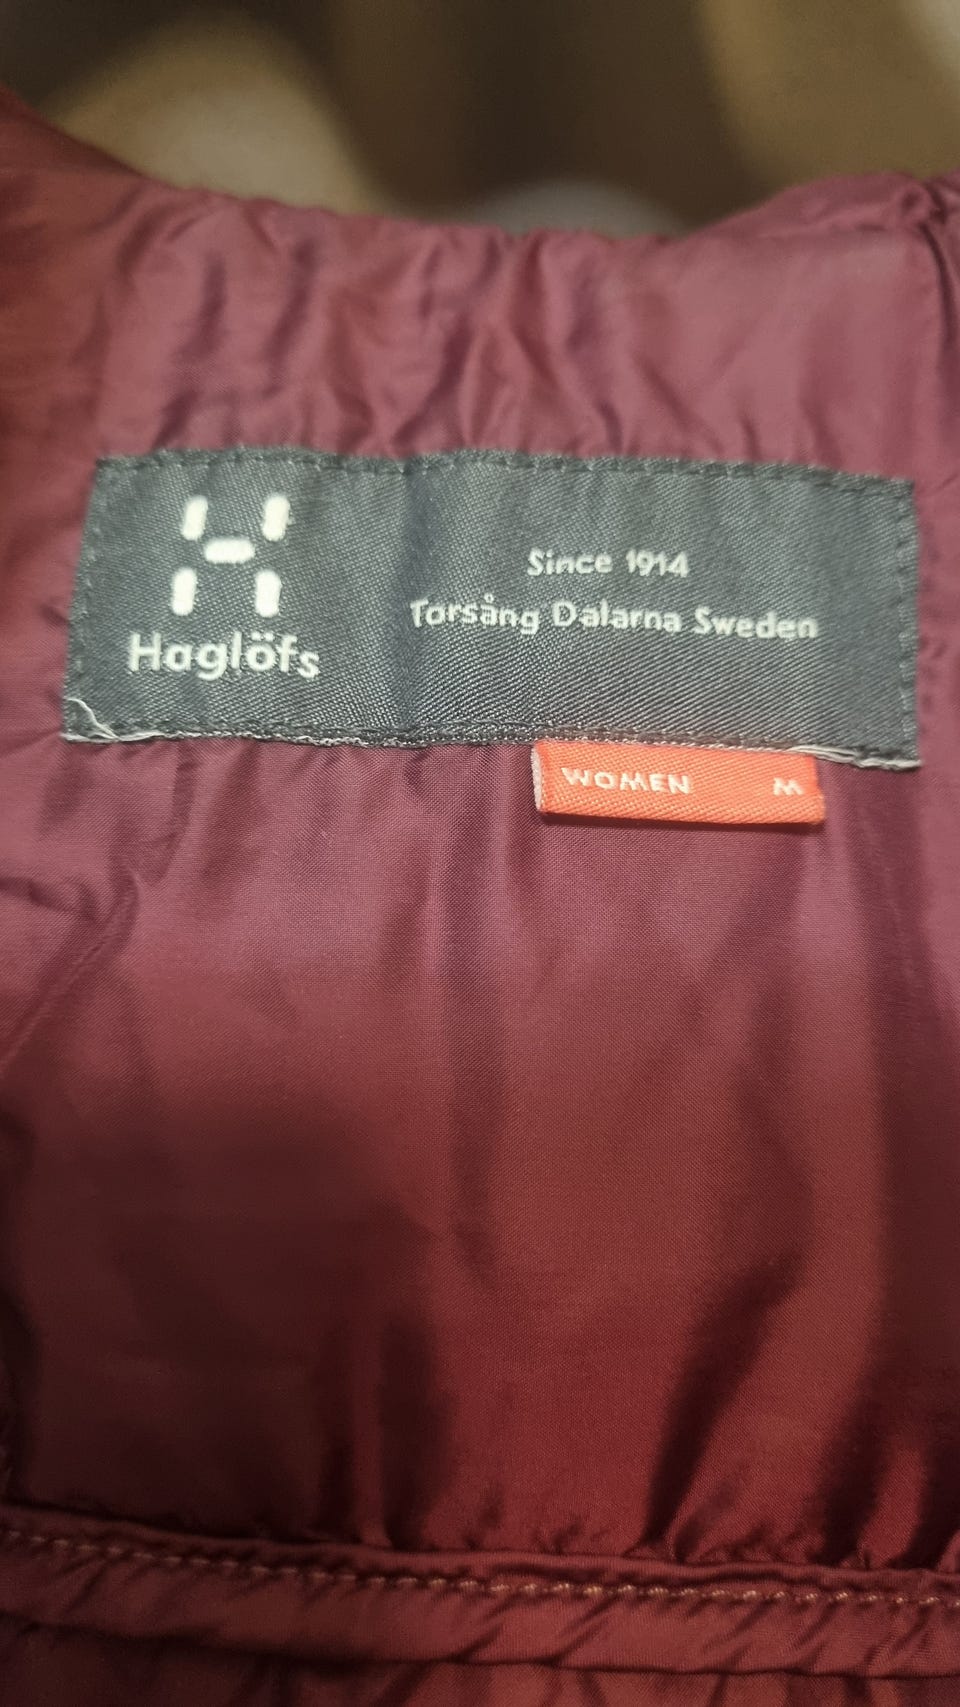 Haglöfs
Since 1914
Torsång Dalarna Sweden
WOMEN M